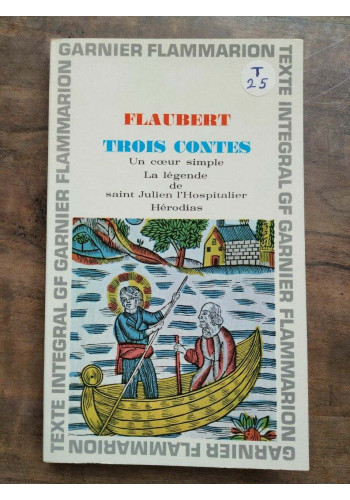 GARNIER FLAMMARION
T
25
FLAUBERT
TROIS CONTES
Un cœur simple
La légende
de
saint Julien l'Hospitalier
Hérodias
TEXTE INTEGRAL GF GARNIER FLAMMARION
TEXTE INTEGRAL GF GARNIER FLAMMARION
GARNIER FLAMMARION